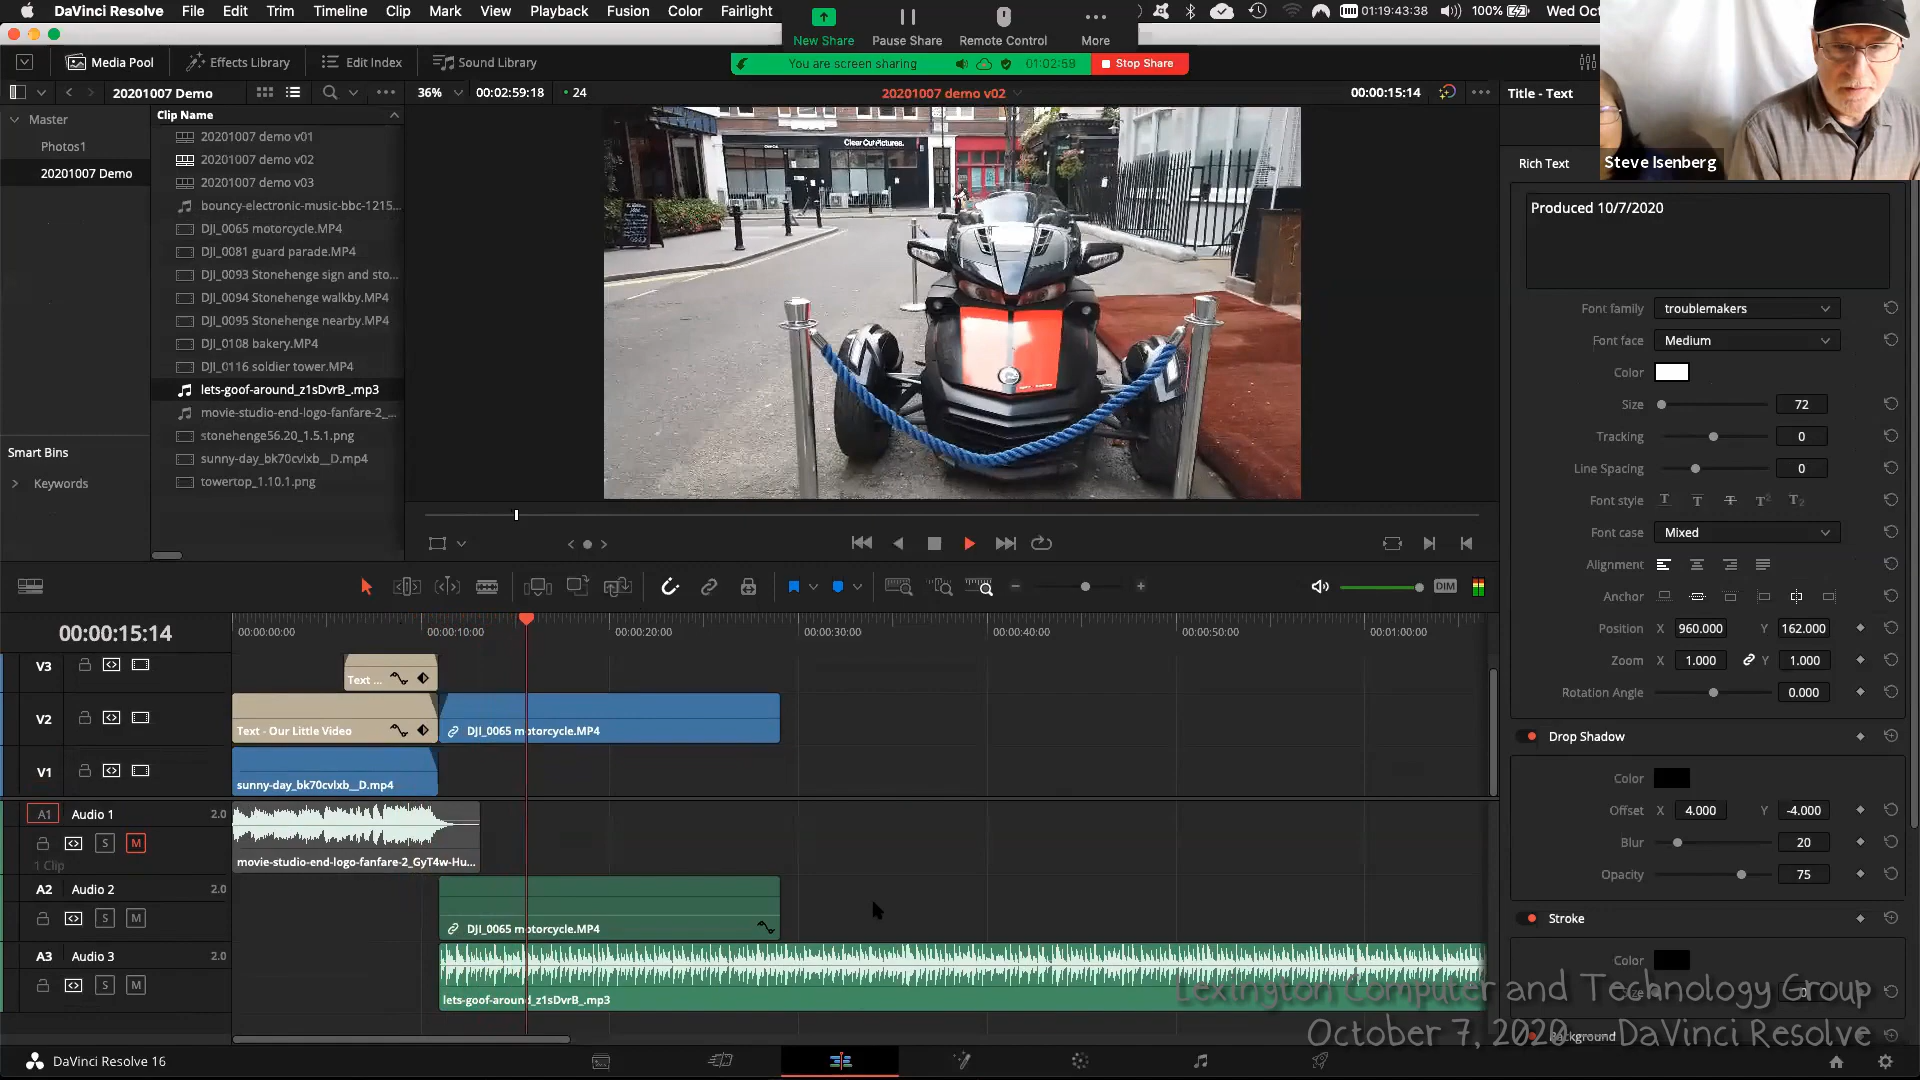 DaVinci Resolve File Edit Trim Timeline Clip Mark View Playback Fusion Color Fairlight
01:19:43:38 100% Wed Oct
New Share Pause Share Remote Control More
You are screen sharing 01:02:59 Stop Share
Media Pool Effects Library Edit Index Sound Library
20201007 Demo 36% 00:02:59:18 24 20201007 demo v02 00:00:15:14 Title - Text
Master
Photos1
20201007 Demo
Smart Bins
Keywords
Clip Name
20201007 demo v01
20201007 demo v02
20201007 demo v03
bouncy-electronic-music-bbc-1215...
DJI_0065 motorcycle.MP4
DJI_0081 guard parade.MP4
DJI_0093 Stonehenge sign and sto...
DJI_0094 Stonehenge walkby.MP4
DJI_0095 Stonehenge nearby.MP4
DJI_0108 bakery.MP4
DJI_0116 soldier tower.MP4
lets-goof-around_z1sDvrB_.mp3
movie-studio-end-logo-fanfare-2_...
stonehenge56.20_1.5.1.png
sunny-day_bk70cvlxb__D.mp4
towertop_1.10.1.png
Clear Cut Pictures.
Steve Isenberg
Rich Text
Produced 10/7/2020
Font family troublemakers
Font face Medium
Color
Size 72
Tracking 0
Line Spacing 0
Font style T T T T2 T2
Font case Mixed
Alignment
Anchor
Position X 960.000 Y 162.000
Zoom X 1.000 Y 1.000
Rotation Angle 0.000
Drop Shadow
Color
Offset X 4.000 Y -4.000
Blur 20
Opacity 75
Stroke
Color
Size 0
Background
DIM
00:00:15:14
00:00:00:00 00:00:10:00 00:00:20:00 00:00:30:00 00:00:40:00 00:00:50:00 00:01:00:00
V3 Text ...
V2 Text - Our Little Video DJI_0065 motorcycle.MP4
V1 sunny-day_bk70cvlxb__D.mp4
A1 Audio 1 2.0
S M
1 Clip
movie-studio-end-logo-fanfare-2_GyT4w-Hu...
A2 Audio 2 2.0
S M
DJI_0065 motorcycle.MP4
A3 Audio 3 2.0
S M
lets-goof-around_z1sDvrB_.mp3
Lexington Computer and Technology Group
October 7, 2020 DaVinci Resolve
DaVinci Resolve 16